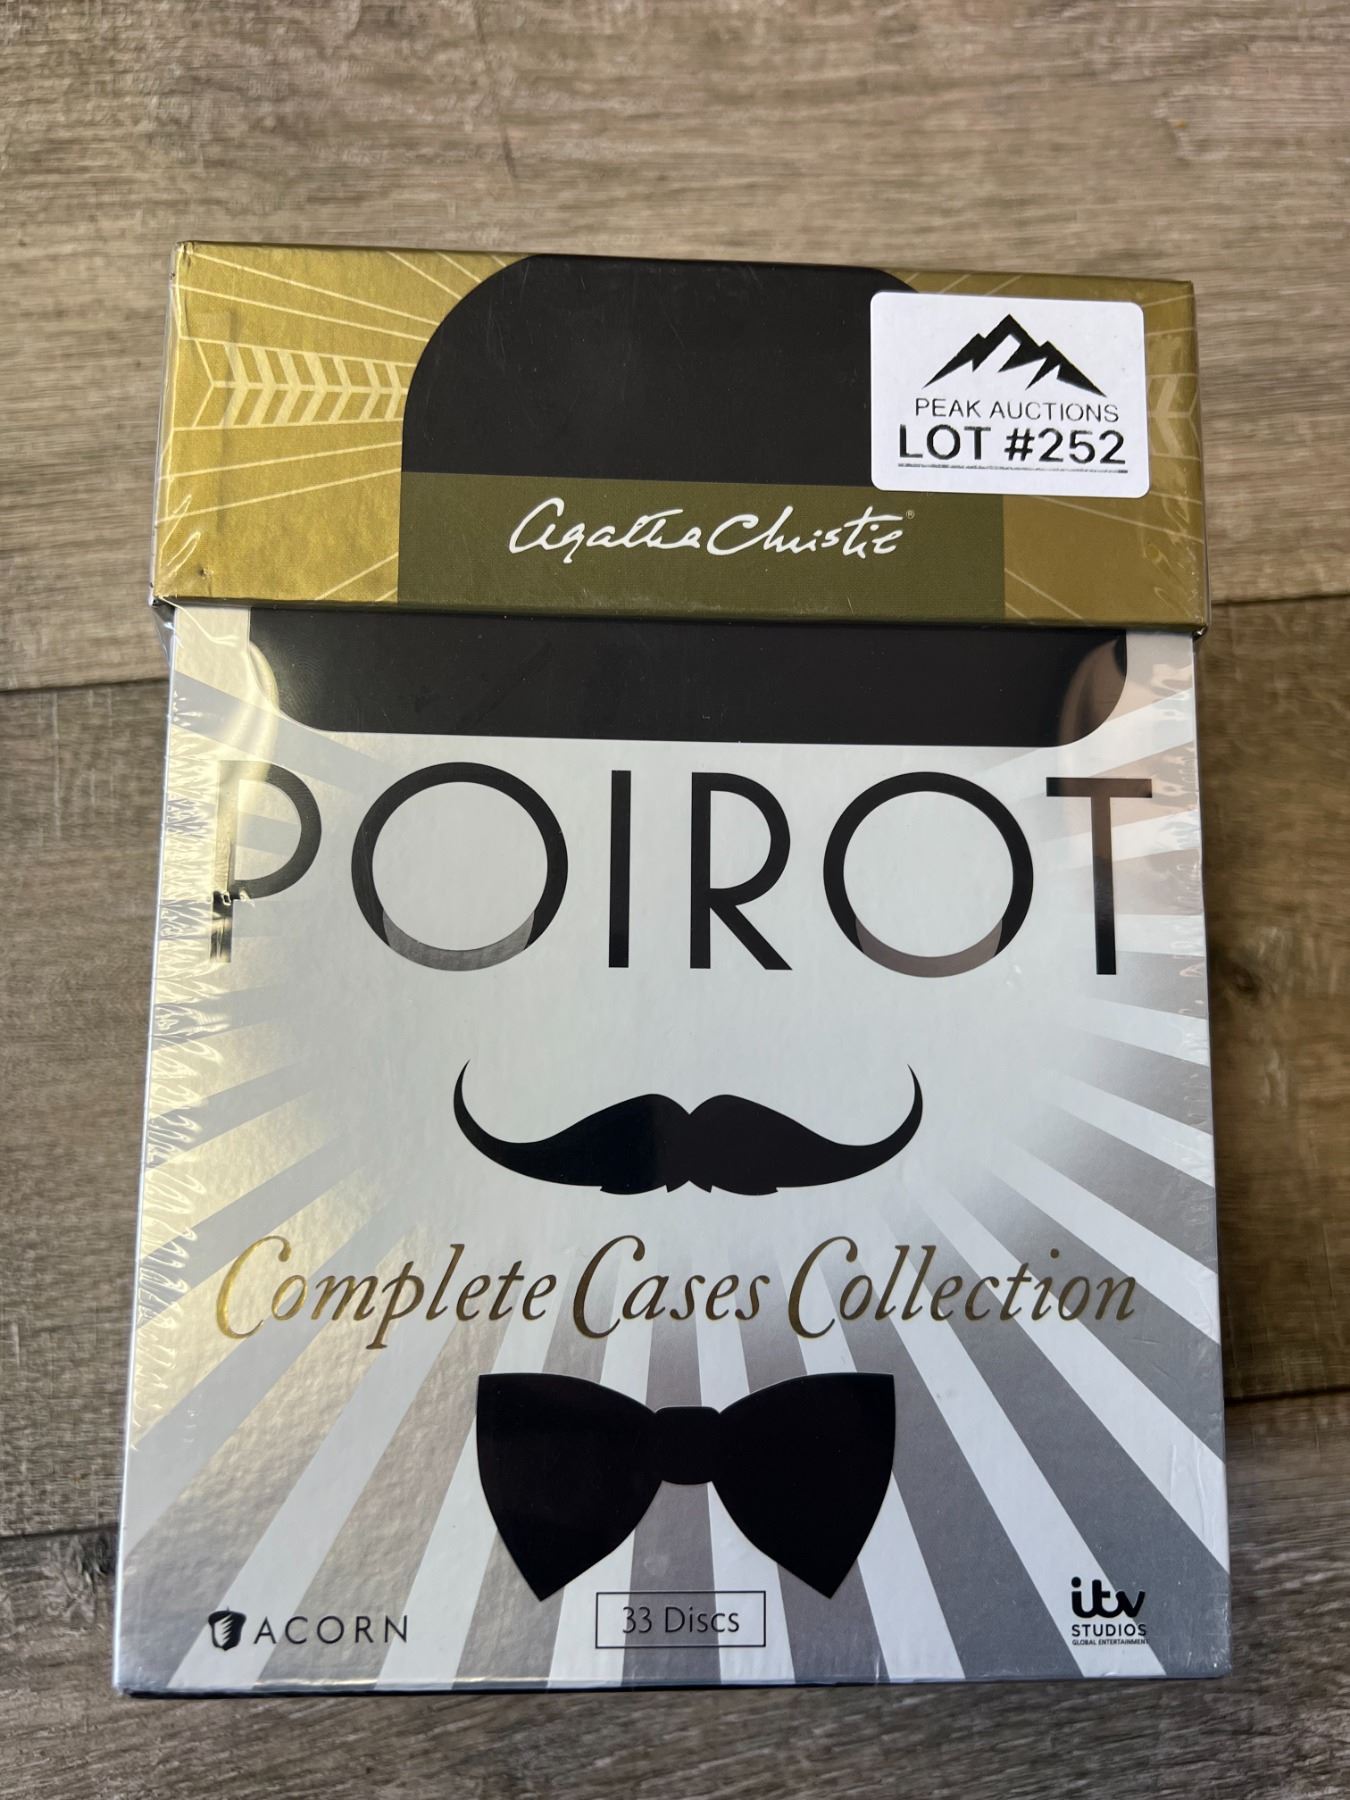 PEAK AUCTIONS
LOT #252
Agatha Christie®
POIROT
Complete Cases Collection
33 Discs
ACORN
itv
STUDIOS
GLOBAL ENTERTAINMENT